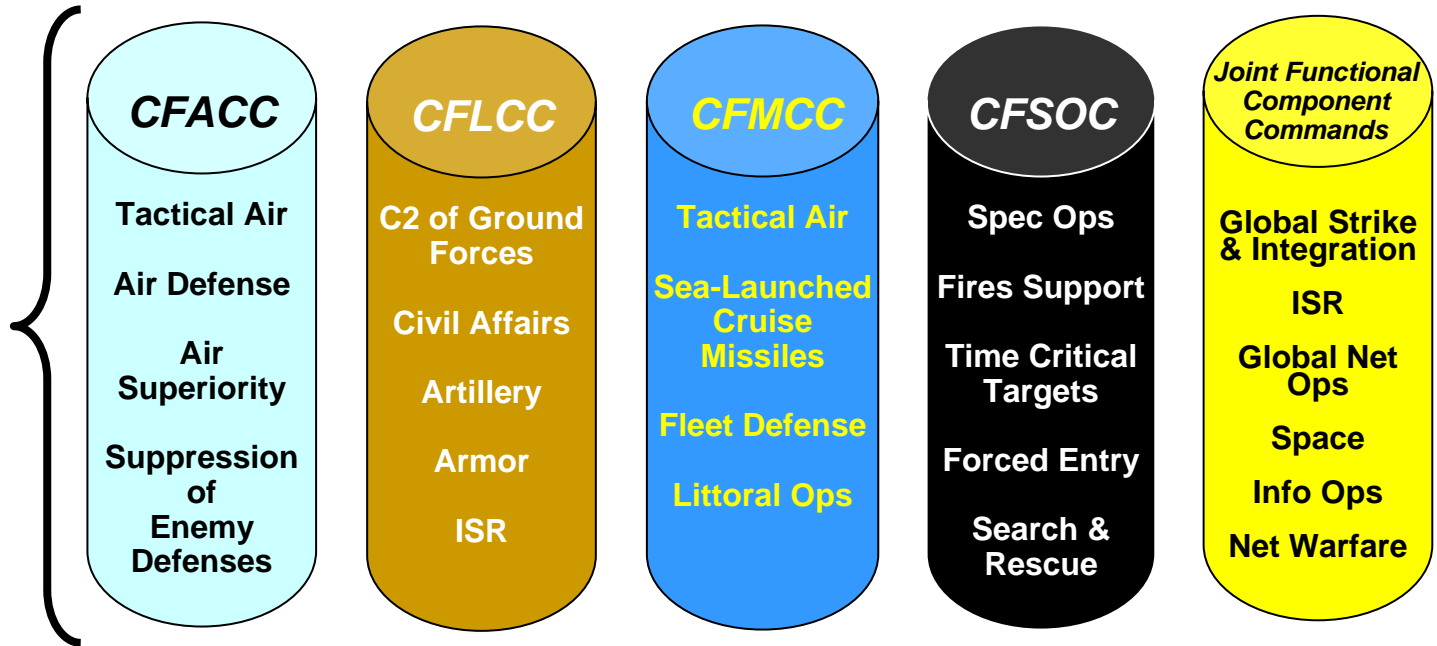 CFACC
Tactical Air
Air Defense
Air
Superiority
Suppression
of
Enemy
Defenses
CFLCC
C2 of Ground
Forces
Civil Affairs
Artillery
Armor
ISR
CFMCC
Tactical Air
Sea-Launched
Cruise
Missiles
Fleet Defense
Littoral Ops
CFSOC
Spec Ops
Fires Support
Time Critical
Targets
Forced Entry
Search &
Rescue
Joint Functional
Component
Commands
Global Strike
& Integration
ISR
Global Net
Ops
Space
Info Ops
Net Warfare